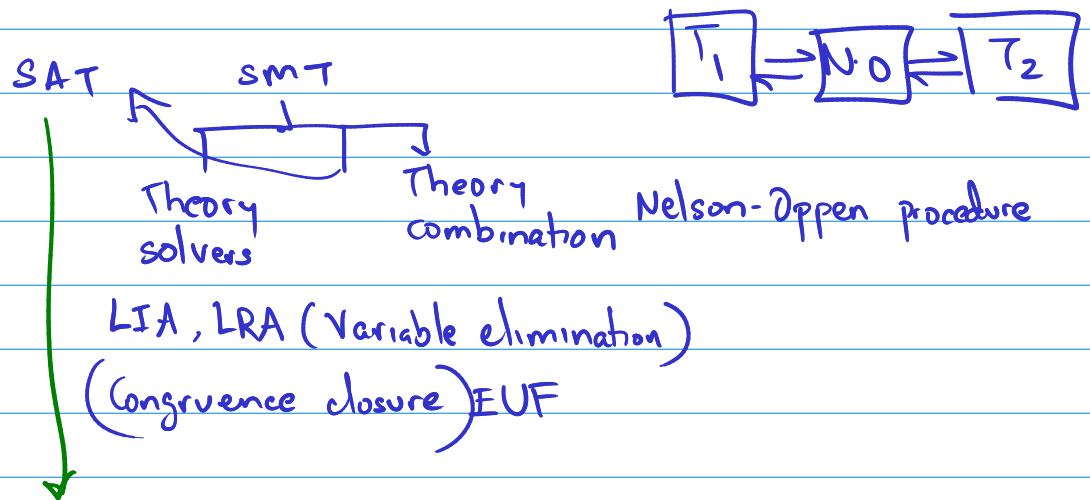 T1 N.O T2
SAT SMT
Theory solvers
Theory combination
Nelson-Oppen procedure
LIA, LRA (Variable elimination)
(Congruence closure) EUF